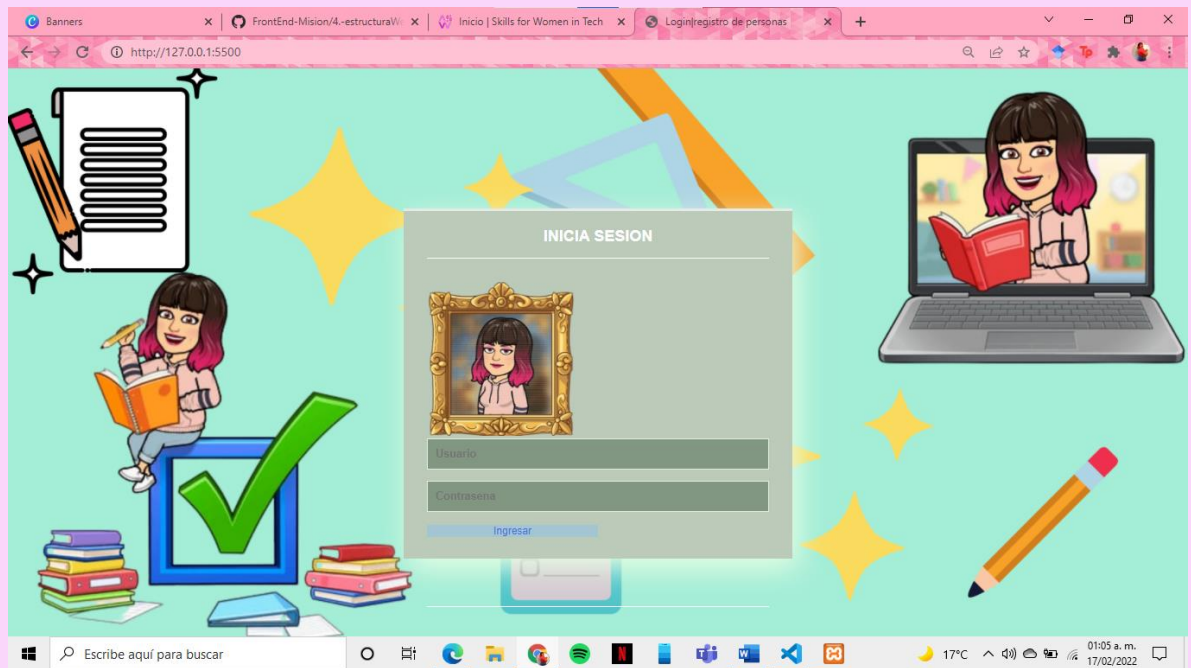 Banners
FrontEnd-Mision/4.-estructuraW
Inicio | Skills for Women in Tech
Login|registro de personas
http://127.0.0.1:5500
Tp
INICIA SESION
Usuario
Contrasena
Ingresar
Escribe aquí para buscar
17°C
01:05 a. m.
17/02/2022